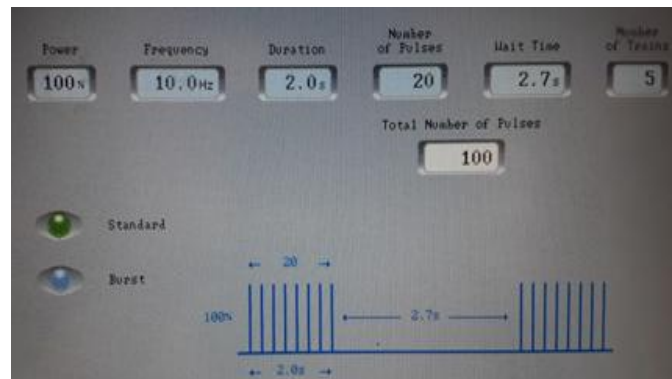 Power Frequency Duration Number of Pulses Wait Time Number of Trains
100% 10.0Hz 2.0s 20 2.7s 5
Total Number of Pulses
100
Standard
Burst
20
100%
2.7s
2.0s